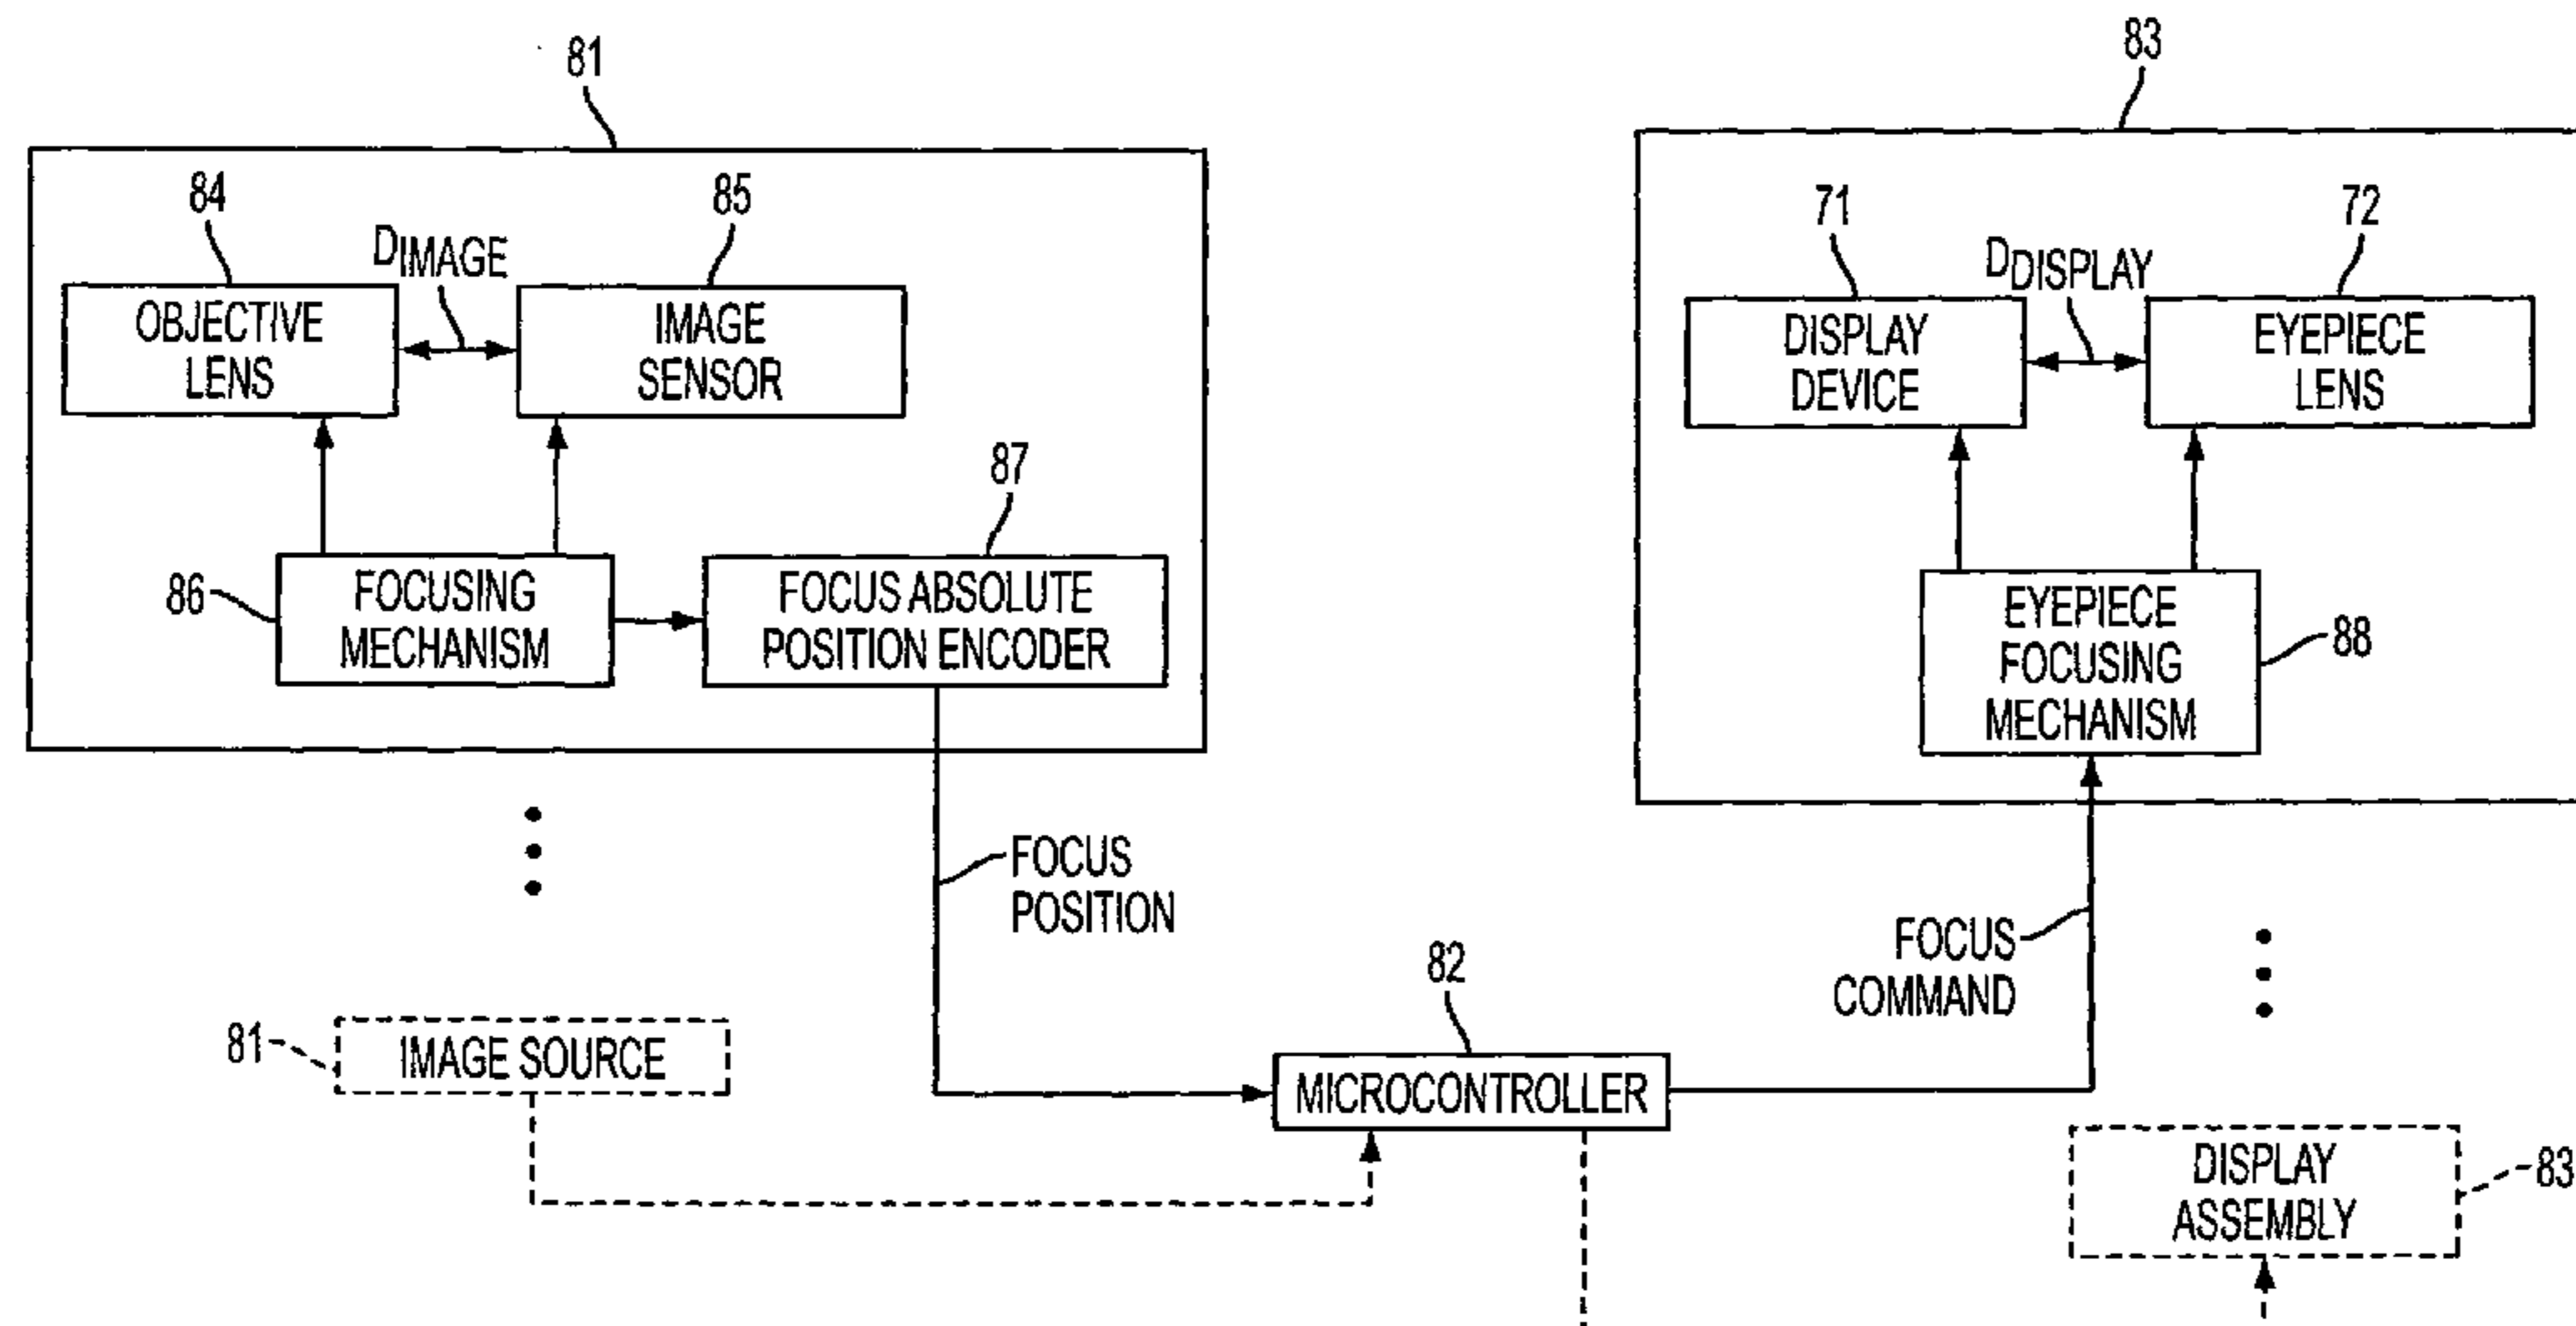 81
83
84
DIMAGE
85
71
DDISPLAY
72
OBJECTIVE
LENS
IMAGE
SENSOR
DISPLAY
DEVICE
EYEPIECE
LENS
87
86
FOCUSING
MECHANISM
FOCUS ABSOLUTE
POSITION ENCODER
EYEPIECE
FOCUSING
MECHANISM
88
FOCUS
POSITION
FOCUS
COMMAND
82
81
IMAGE SOURCE
MICROCONTROLLER
DISPLAY
ASSEMBLY
83